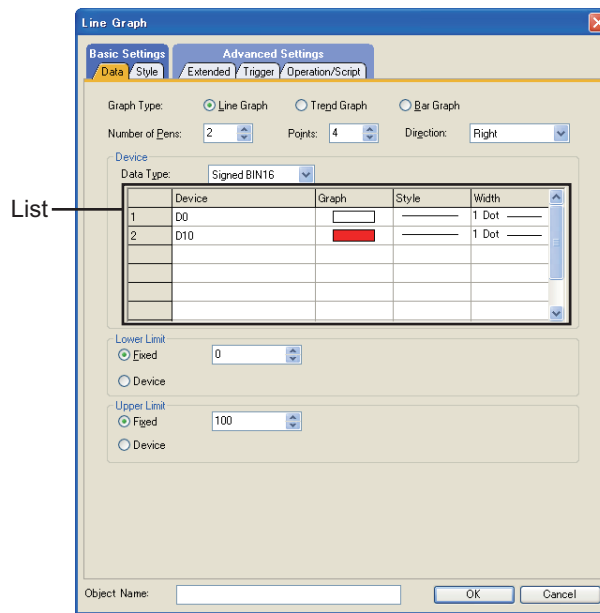 Line Graph
Basic Settings Advanced Settings
Data Style Extended Trigger Operation/Script
Graph Type: Line Graph Trend Graph Bar Graph
Number of Pens: 2 Points: 4 Direction: Right
Device
Data Type: Signed BIN16
List
Device Graph Style Width
1 D0 1 Dot
2 D10 1 Dot
Lower Limit
Fixed 0
Device
Upper Limit
Fixed 100
Device
Object Name: OK Cancel